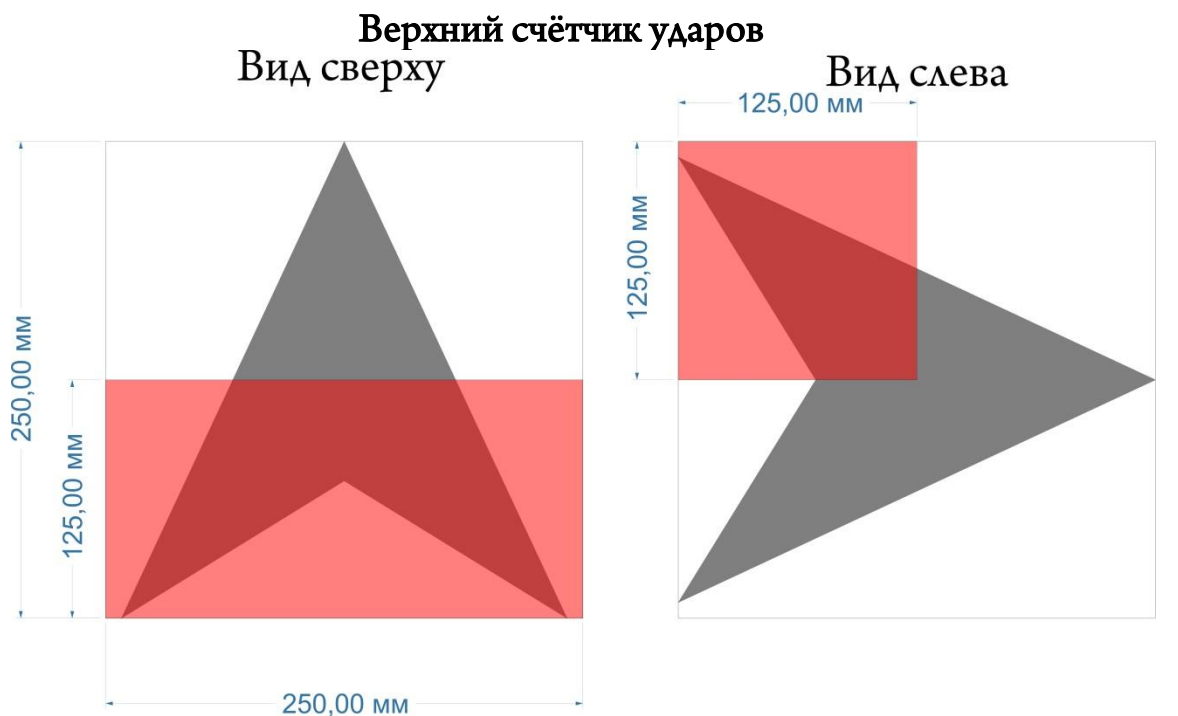 Верхний счётчик ударов
Вид сверху
Вид слева
125,00 мм
125,00 мм
250,00 мм
125,00 мм
250,00 мм